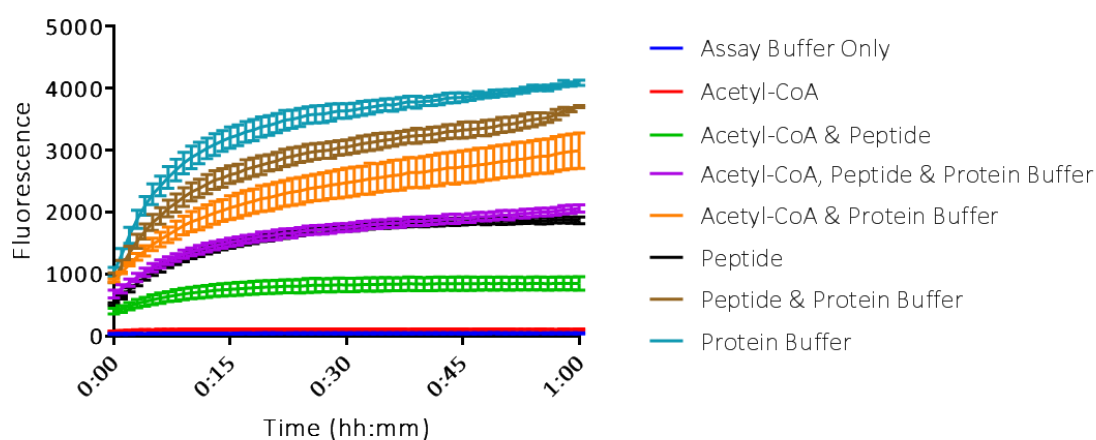 5000
4000
3000
2000
1000
0
Fluorescence
0:00
0:15
0:30
0:45
1:00
Time (hh:mm)
Assay Buffer Only
Acetyl-CoA
Acetyl-CoA & Peptide
Acetyl-CoA, Peptide & Protein Buffer
Acetyl-CoA & Protein Buffer
Peptide
Peptide & Protein Buffer
Protein Buffer